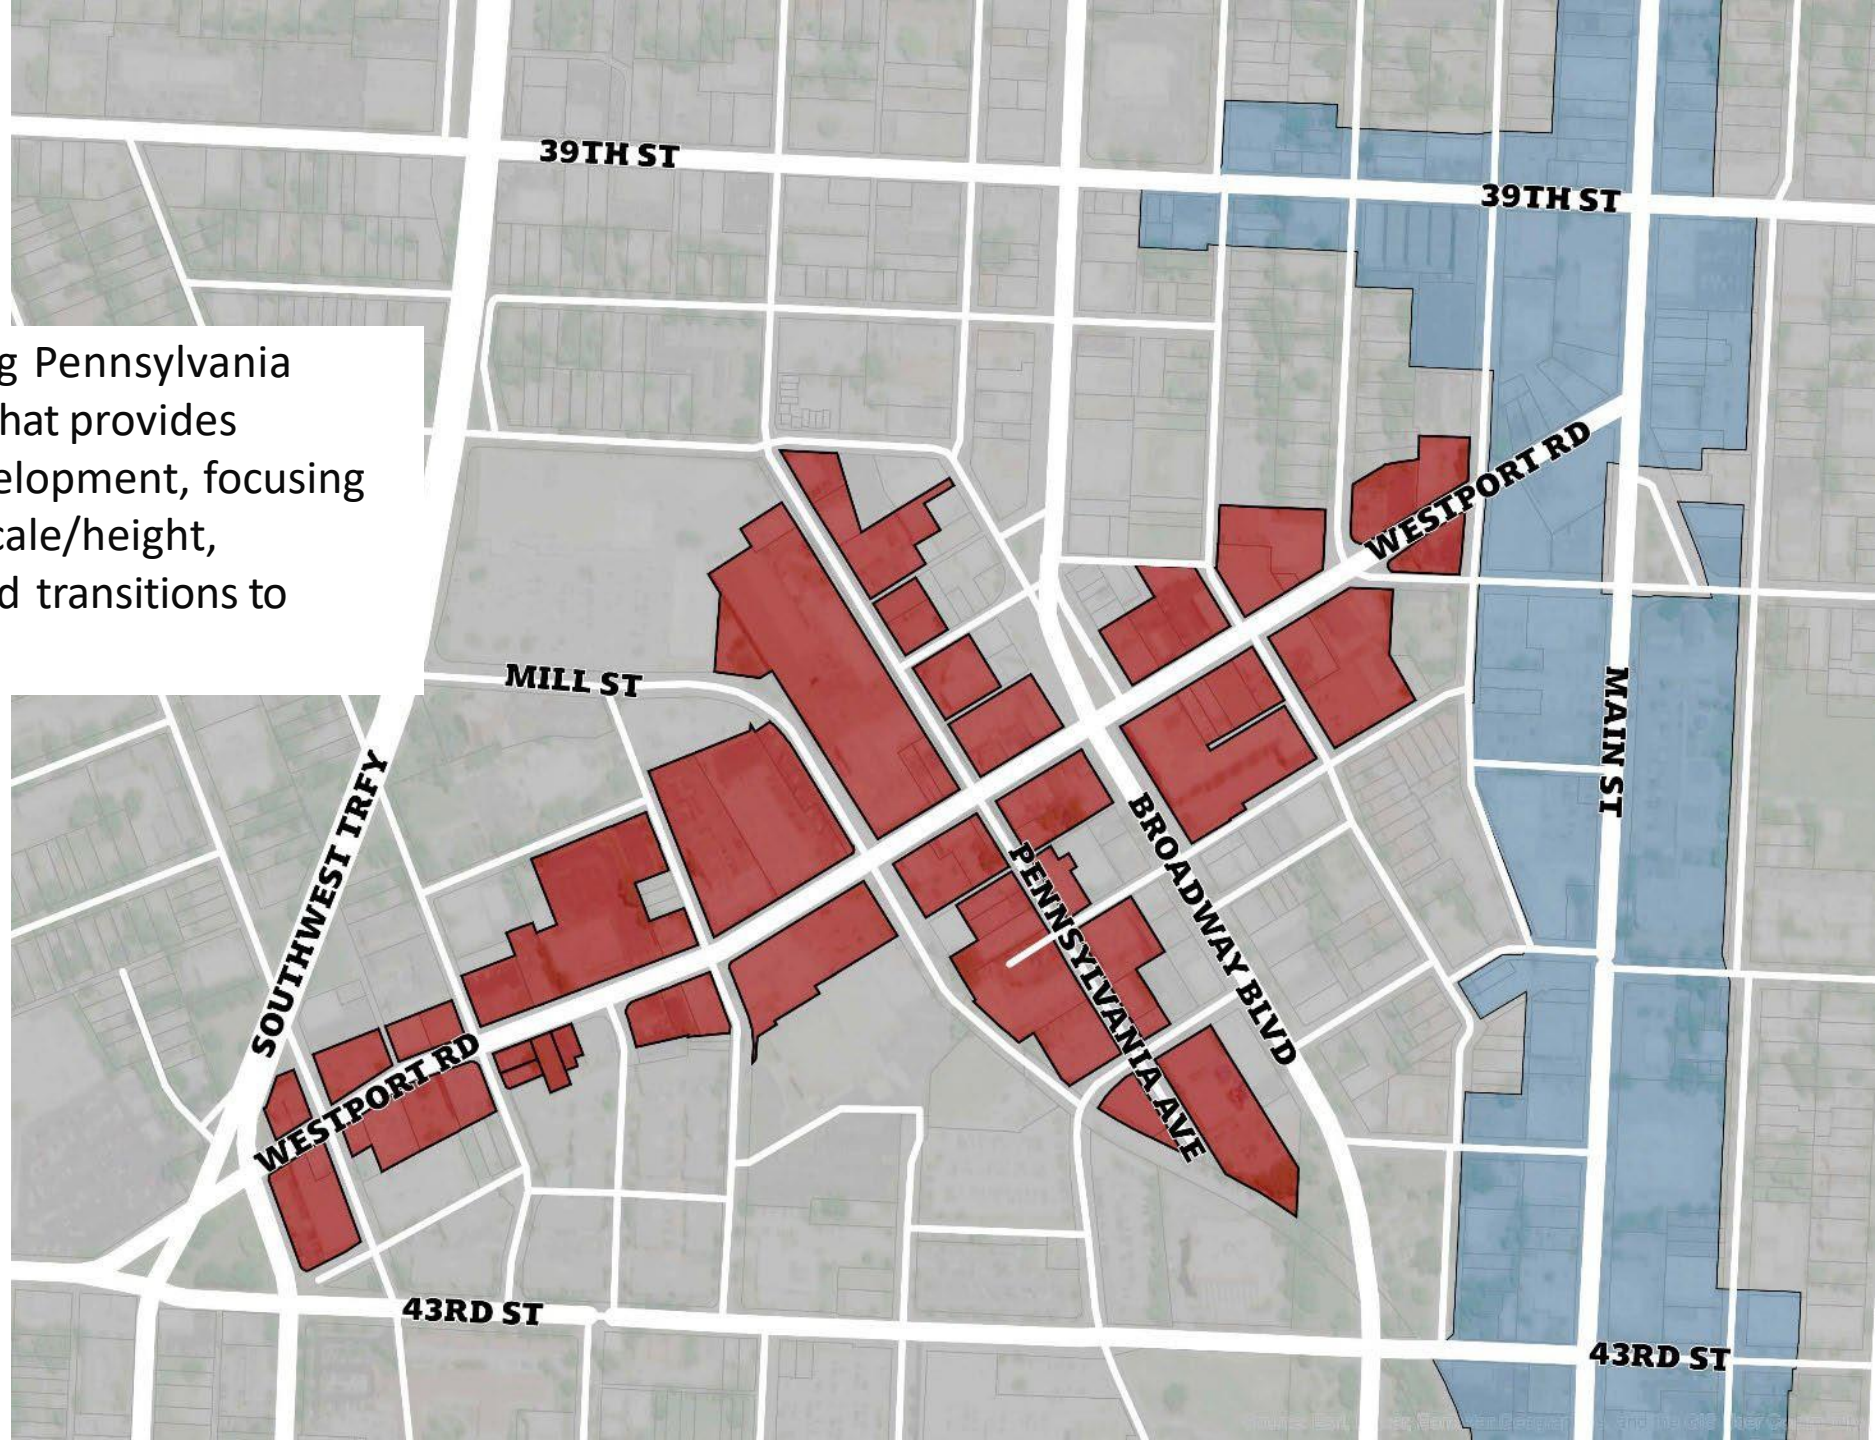 39TH ST
39TH ST
g Pennsylvania
hat provides
elopment, focusing
cale/height,
d transitions to
WESTPORT RD
MILL ST
MAIN ST
SOUTHWEST TRFY
BROADWAY BLVD
PENNSYLVANIA AVE
WESTPORT RD
43RD ST
43RD ST